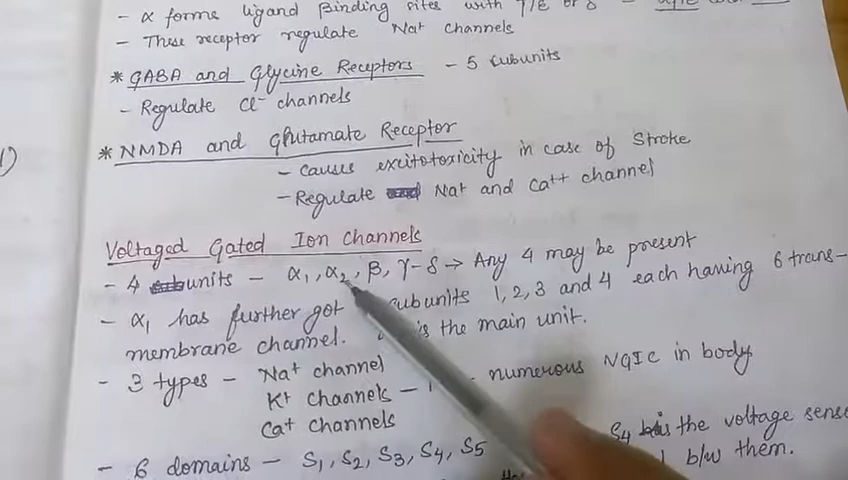 - α forms ligand Binding sites with γ/ε or δ -
- These receptor regulate Na+ channels
* GABA and Glycine Receptors - 5 subunits
- Regulate Cl- channels
1)
* NMDA and Glutamate Receptor
- Causes excitotoxicity in case of Stroke
- Regulate Na+ and Ca++ channel
Voltaged Gated Ion Channels
- 4 units - α1, α2, β, γ-δ → Any 4 may be present
- α1 has further got subunits 1, 2, 3 and 4 each having 6 trans-
membrane channel. is the main unit.
- 3 types - Na+ channel
K+ channels - numerous VGIC in body
Ca+ channels
- 6 domains - S1, S2, S3, S4, S5 S4 is the voltage sense
b/w them.